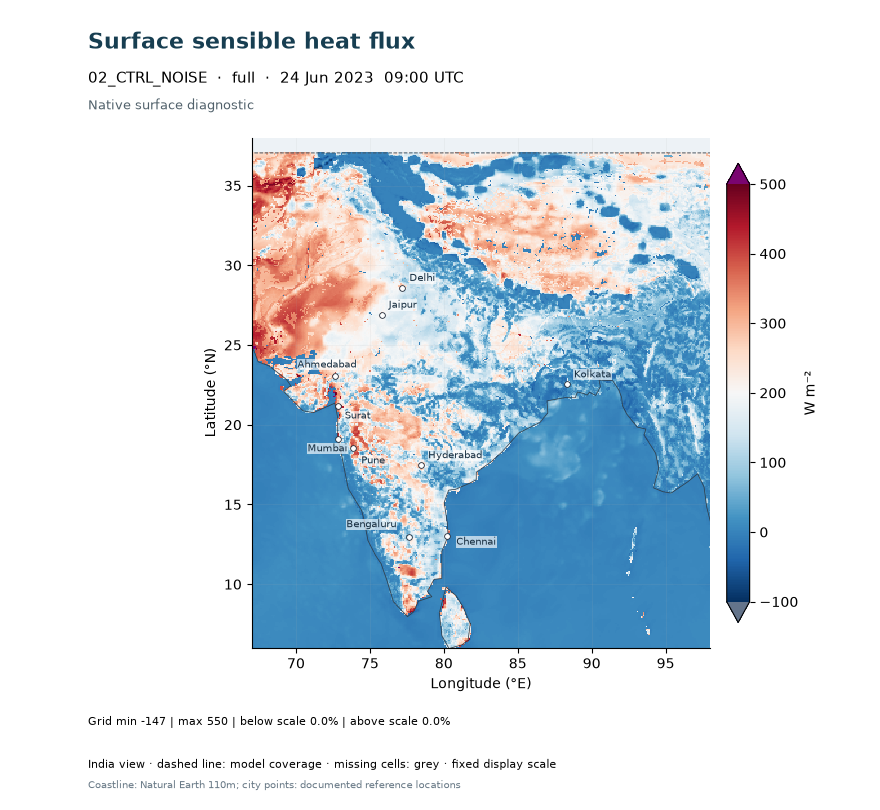 Surface sensible heat flux
02_CTRL_NOISE · full · 24 Jun 2023 09:00 UTC
Native surface diagnostic
35
30
25
20
15
10
Latitude (°N)
70
75
80
85
90
95
Longitude (°E)
Delhi
Jaipur
Ahmedabad
Kolkata
Surat
Mumbai
Pune
Hyderabad
Bengaluru
Chennai
500
400
300
200
100
0
−100
W m⁻²
Grid min -147 | max 550 | below scale 0.0% | above scale 0.0%
India view · dashed line: model coverage · missing cells: grey · fixed display scale
Coastline: Natural Earth 110m; city points: documented reference locations